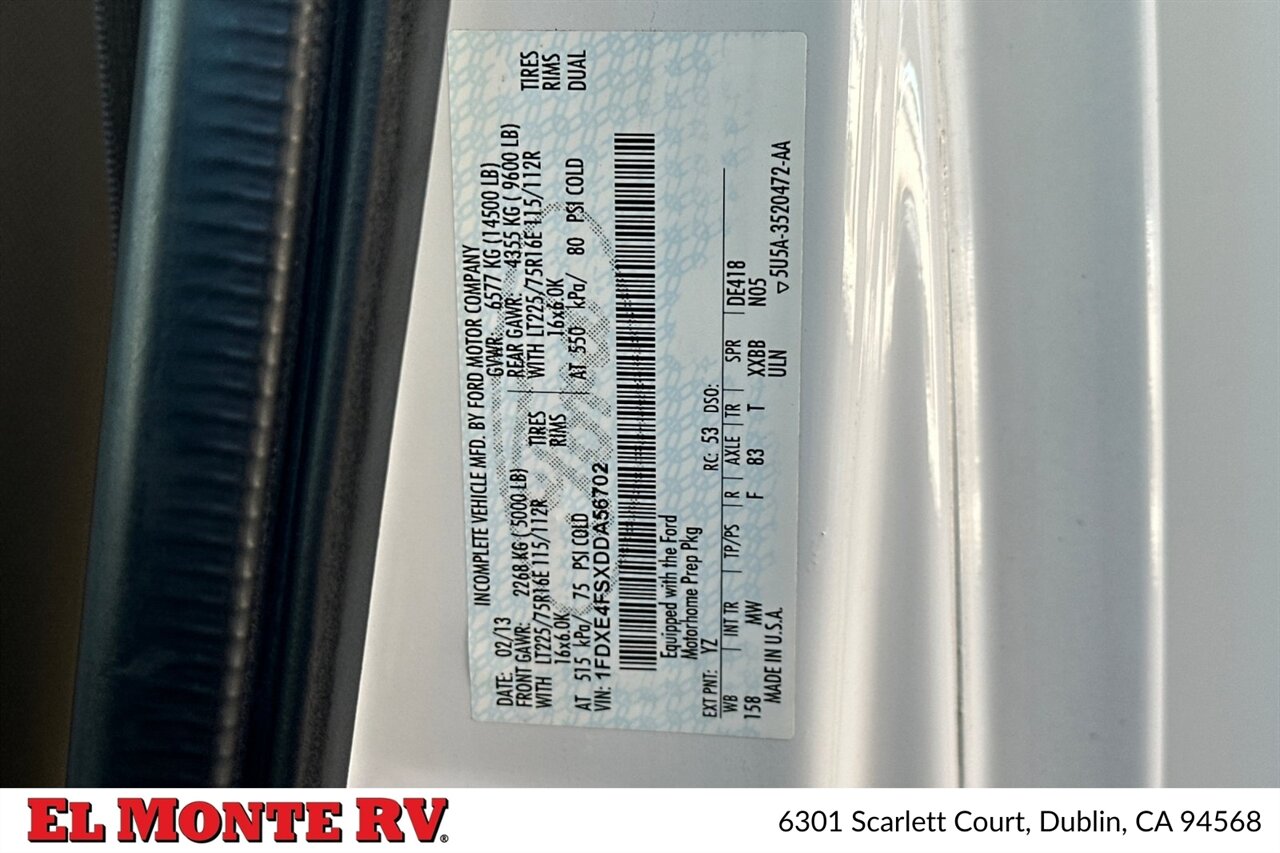 INCOMPLETE VEHICLE MFD. BY FORD MOTOR COMPANY
DATE: 02/13 GVWR: 6577 KG (14500 LB)
FRONT GAWR: 2268 KG (5000 LB) REAR GAWR: 4355 KG (9600 LB)
WITH LT225/75R16E 115/112R TIRES WITH LT225/75R16E 115/112R TIRES
16x6.0K RIMS 16x6.0K RIMS
AT 515 kPa/ 75 PSI COLD AT 550 kPa/ 80 PSI COLD DUAL
VIN: 1FDXE4FSXDDA56702
Equipped with the Ford
Motorhome Prep Pkg
EXT PNT: YZ RC: 53 DSO:
WB | INT TR | TP/PS | R | AXLE | TR | SPR | DE418
158 MW F 83 T XXBB N05
MADE IN U.S.A. ULN
▽5U5A-3520472-AA
EL MONTE RV®
6301 Scarlett Court, Dublin, CA 94568